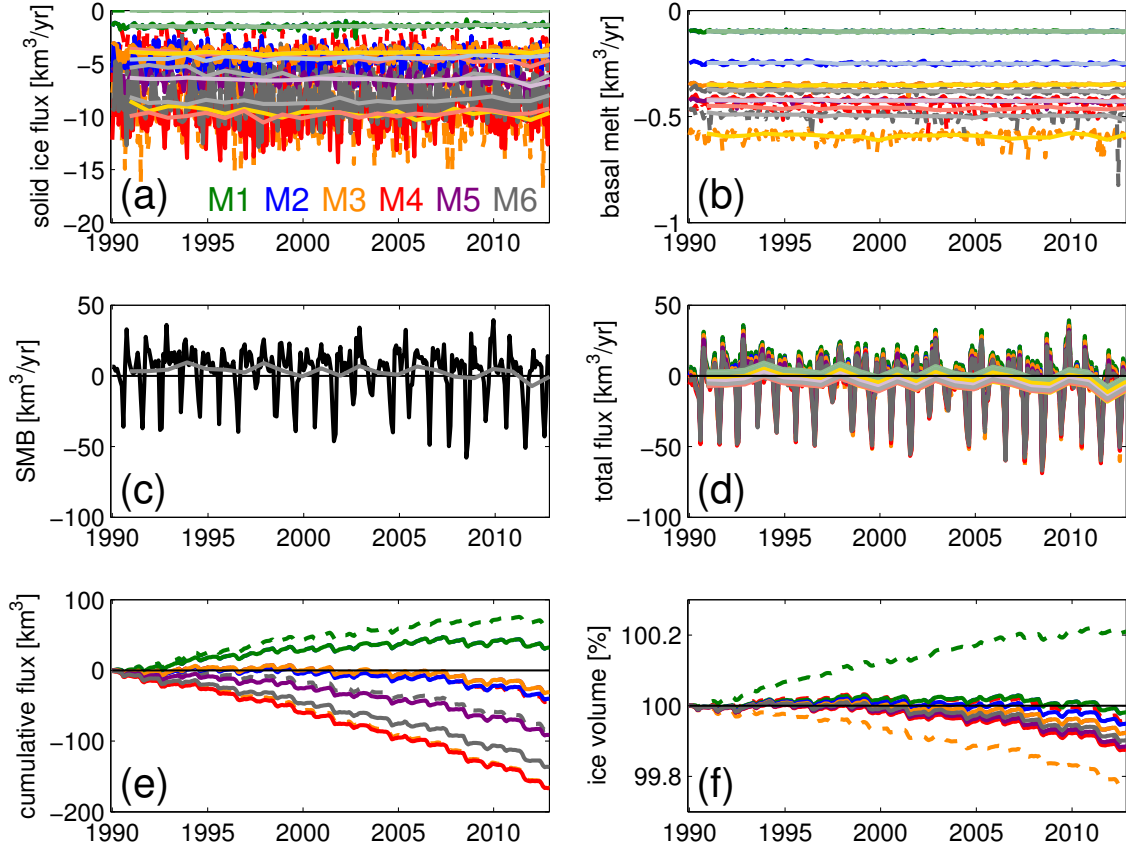 solid ice flux [km³/yr]
0
−5
−10
−15
−20
(a)
M1 M2 M3 M4 M5 M6
1990 1995 2000 2005 2010
basal melt [km³/yr]
0
−0.5
−1
(b)
1990 1995 2000 2005 2010
SMB [km³/yr]
50
0
−50
−100
(c)
1990 1995 2000 2005 2010
total flux [km³/yr]
50
0
−50
−100
(d)
1990 1995 2000 2005 2010
cumulative flux [km³]
100
0
−100
−200
(e)
1990 1995 2000 2005 2010
ice volume [%]
100.2
100
99.8
(f)
1990 1995 2000 2005 2010